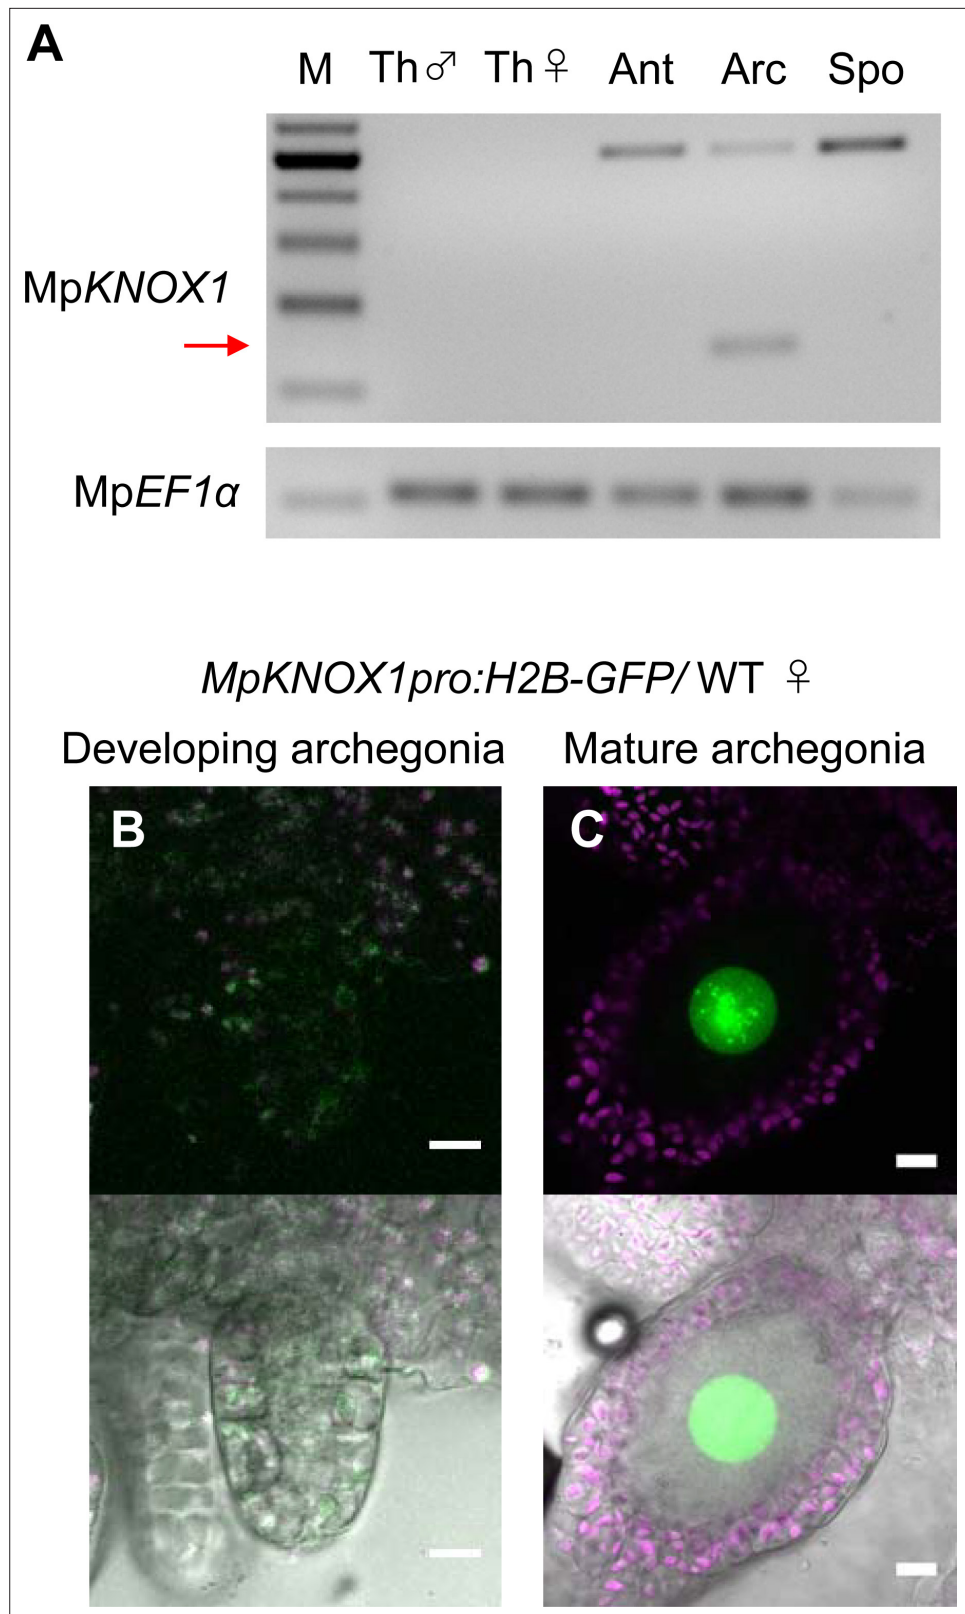 A
M Th♂ Th♀ Ant Arc Spo
MpKNOX1
MpEF1α
MpKNOX1pro:H2B-GFP/ WT ♀
Developing archegonia Mature archegonia
B C